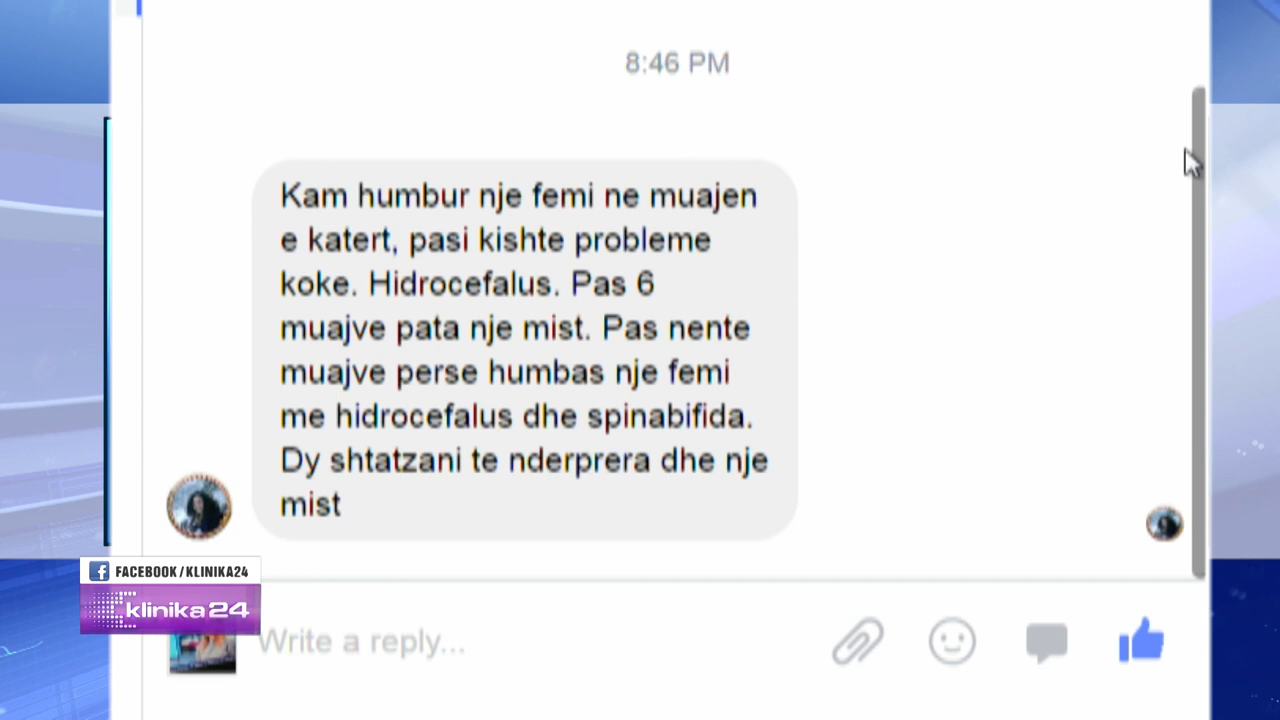 8:46 PM
Kam humbur nje femi ne muajen
e katert, pasi kishte probleme
koke. Hidrocefalus. Pas 6
muajve pata nje mist. Pas nente
muajve perse humbas nje femi
me hidrocefalus dhe spinabifida.
Dy shtatzani te nderprera dhe nje
mist
FACEBOOK/KLINIKA24
klinika 24
Write a reply...